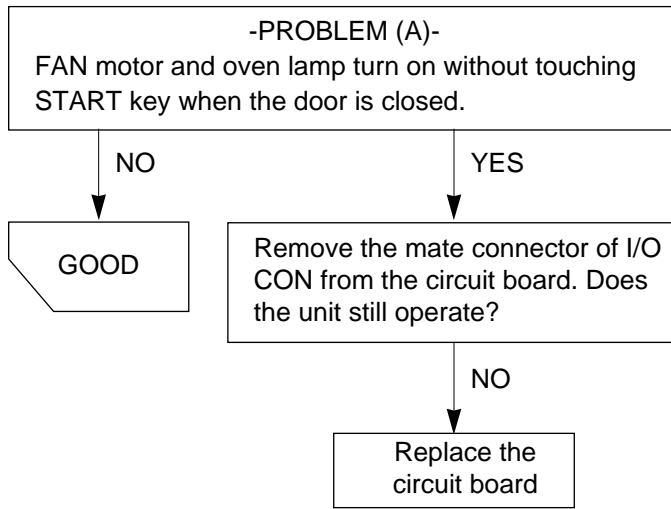 -PROBLEM (A)-
FAN motor and oven lamp turn on without touching
START key when the door is closed.
NO
YES
GOOD
Remove the mate connector of I/O
CON from the circuit board. Does
the unit still operate?
NO
Replace the
circuit board